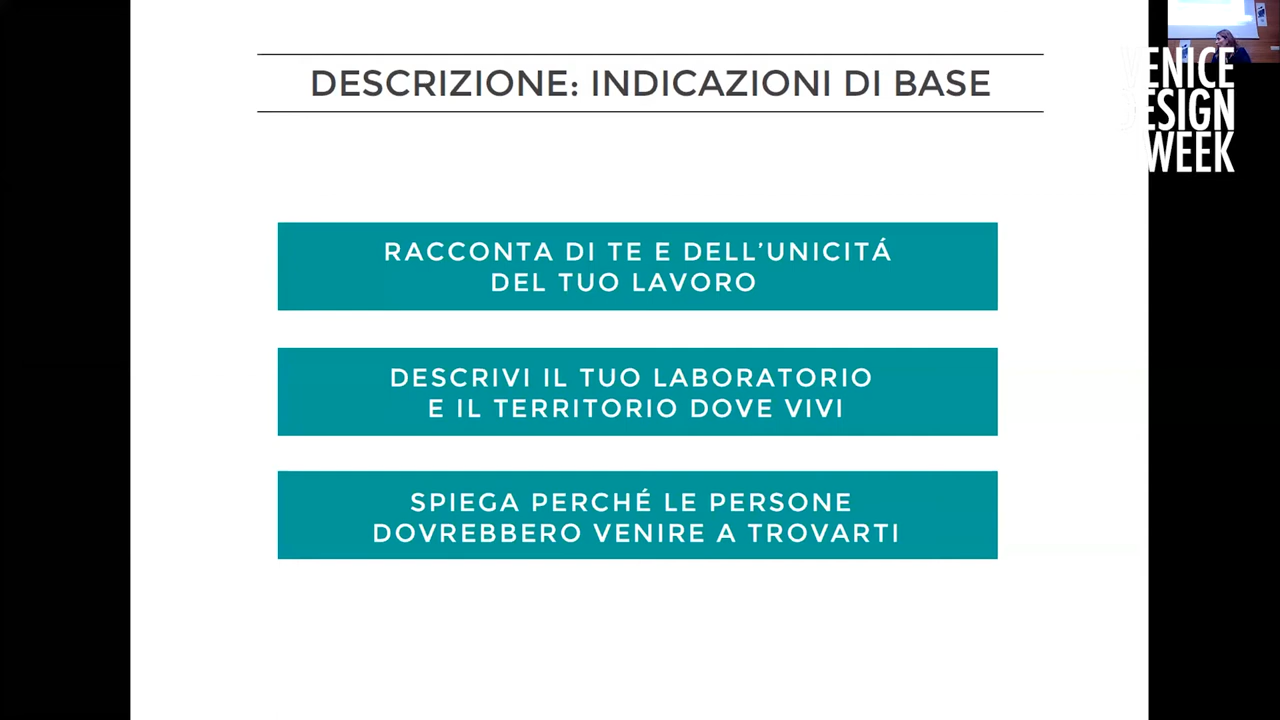 DESCRIZIONE: INDICAZIONI DI BASE
VENICE
DESIGN
WEEK
RACCONTA DI TE E DELL'UNICITÁ
DEL TUO LAVORO
DESCRIVI IL TUO LABORATORIO
E IL TERRITORIO DOVE VIVI
SPIEGA PERCHÉ LE PERSONE
DOVREBBERO VENIRE A TROVARTI